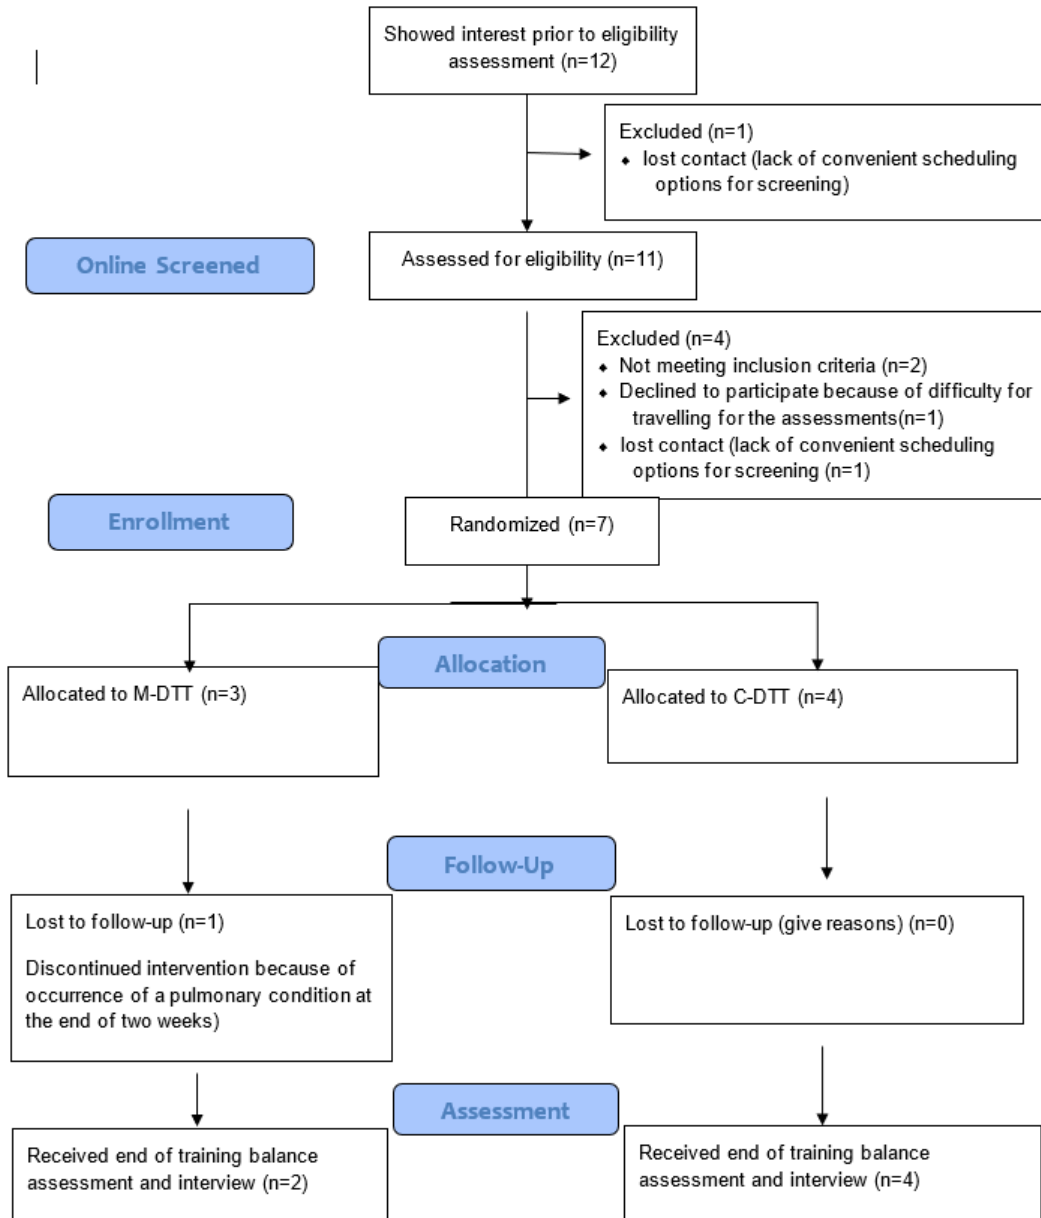 Showed interest prior to eligibility
assessment (n=12)
Excluded (n=1)
⬥ lost contact (lack of convenient scheduling
options for screening)
Online Screened
Assessed for eligibility (n=11)
Excluded (n=4)
⬥ Not meeting inclusion criteria (n=2)
⬥ Declined to participate because of difficulty for
travelling for the assessments(n=1)
⬥ lost contact (lack of convenient scheduling
options for screening (n=1)
Enrollment
Randomized (n=7)
Allocation
Allocated to M-DTT (n=3)
Allocated to C-DTT (n=4)
Follow-Up
Lost to follow-up (n=1)
Discontinued intervention because of
occurrence of a pulmonary condition at
the end of two weeks)
Lost to follow-up (give reasons) (n=0)
Assessment
Received end of training balance
assessment and interview (n=2)
Received end of training balance
assessment and interview (n=4)